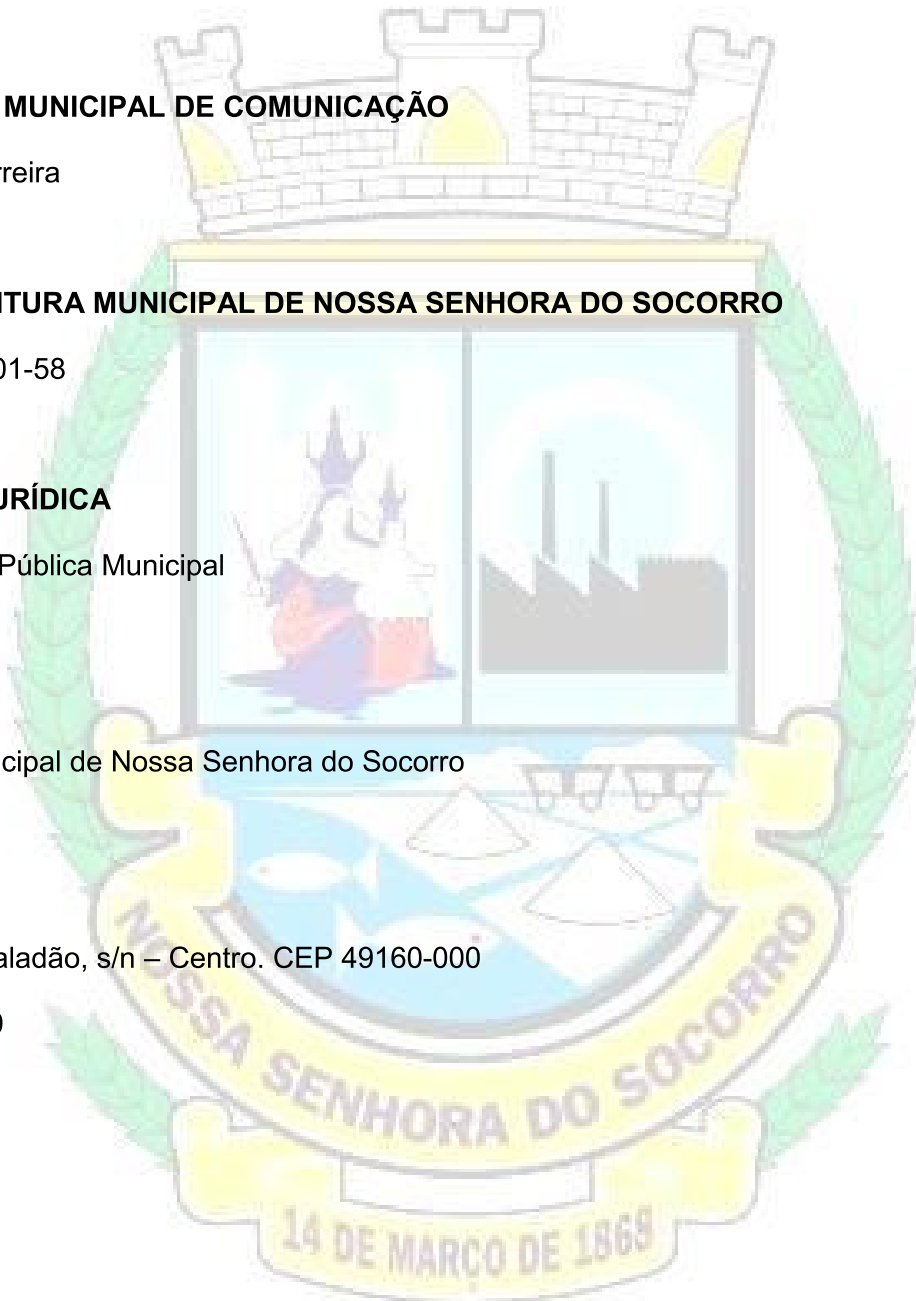 MUNICIPAL DE COMUNICAÇÃO
rreira
ITURA MUNICIPAL DE NOSSA SENHORA DO SOCORRO
01-58
URÍDICA
Pública Municipal
cipal de Nossa Senhora do Socorro
aladão, s/n – Centro. CEP 49160-000
NOSSA SENHORA DO SOCORRO
14 DE MARÇO DE 1868